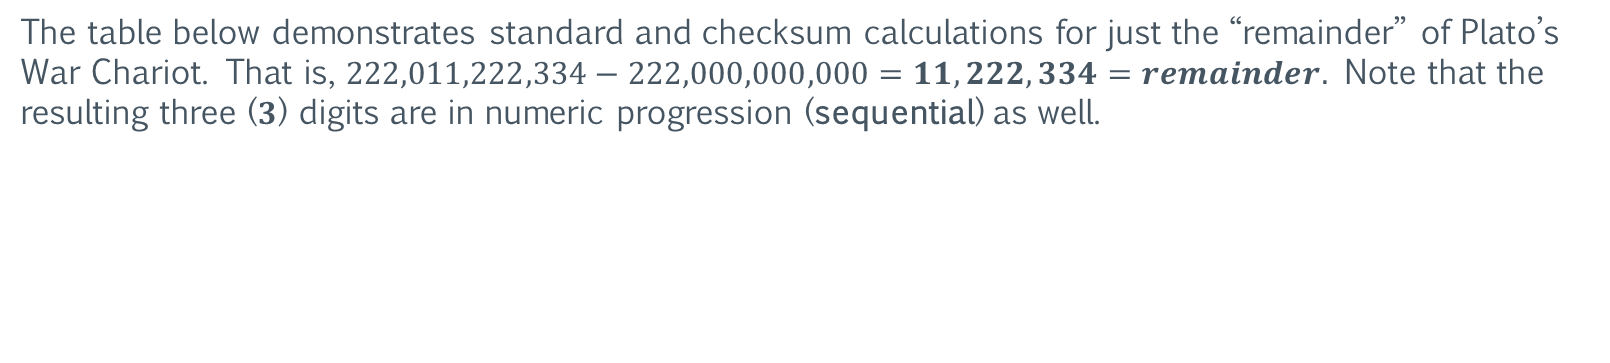 The table below demonstrates standard and checksum calculations for just the “remainder” of Plato’s
War Chariot. That is, 222,011,222,334 – 222,000,000,000 = 11,222,334 = remainder. Note that the
resulting three (3) digits are in numeric progression (sequential) as well.